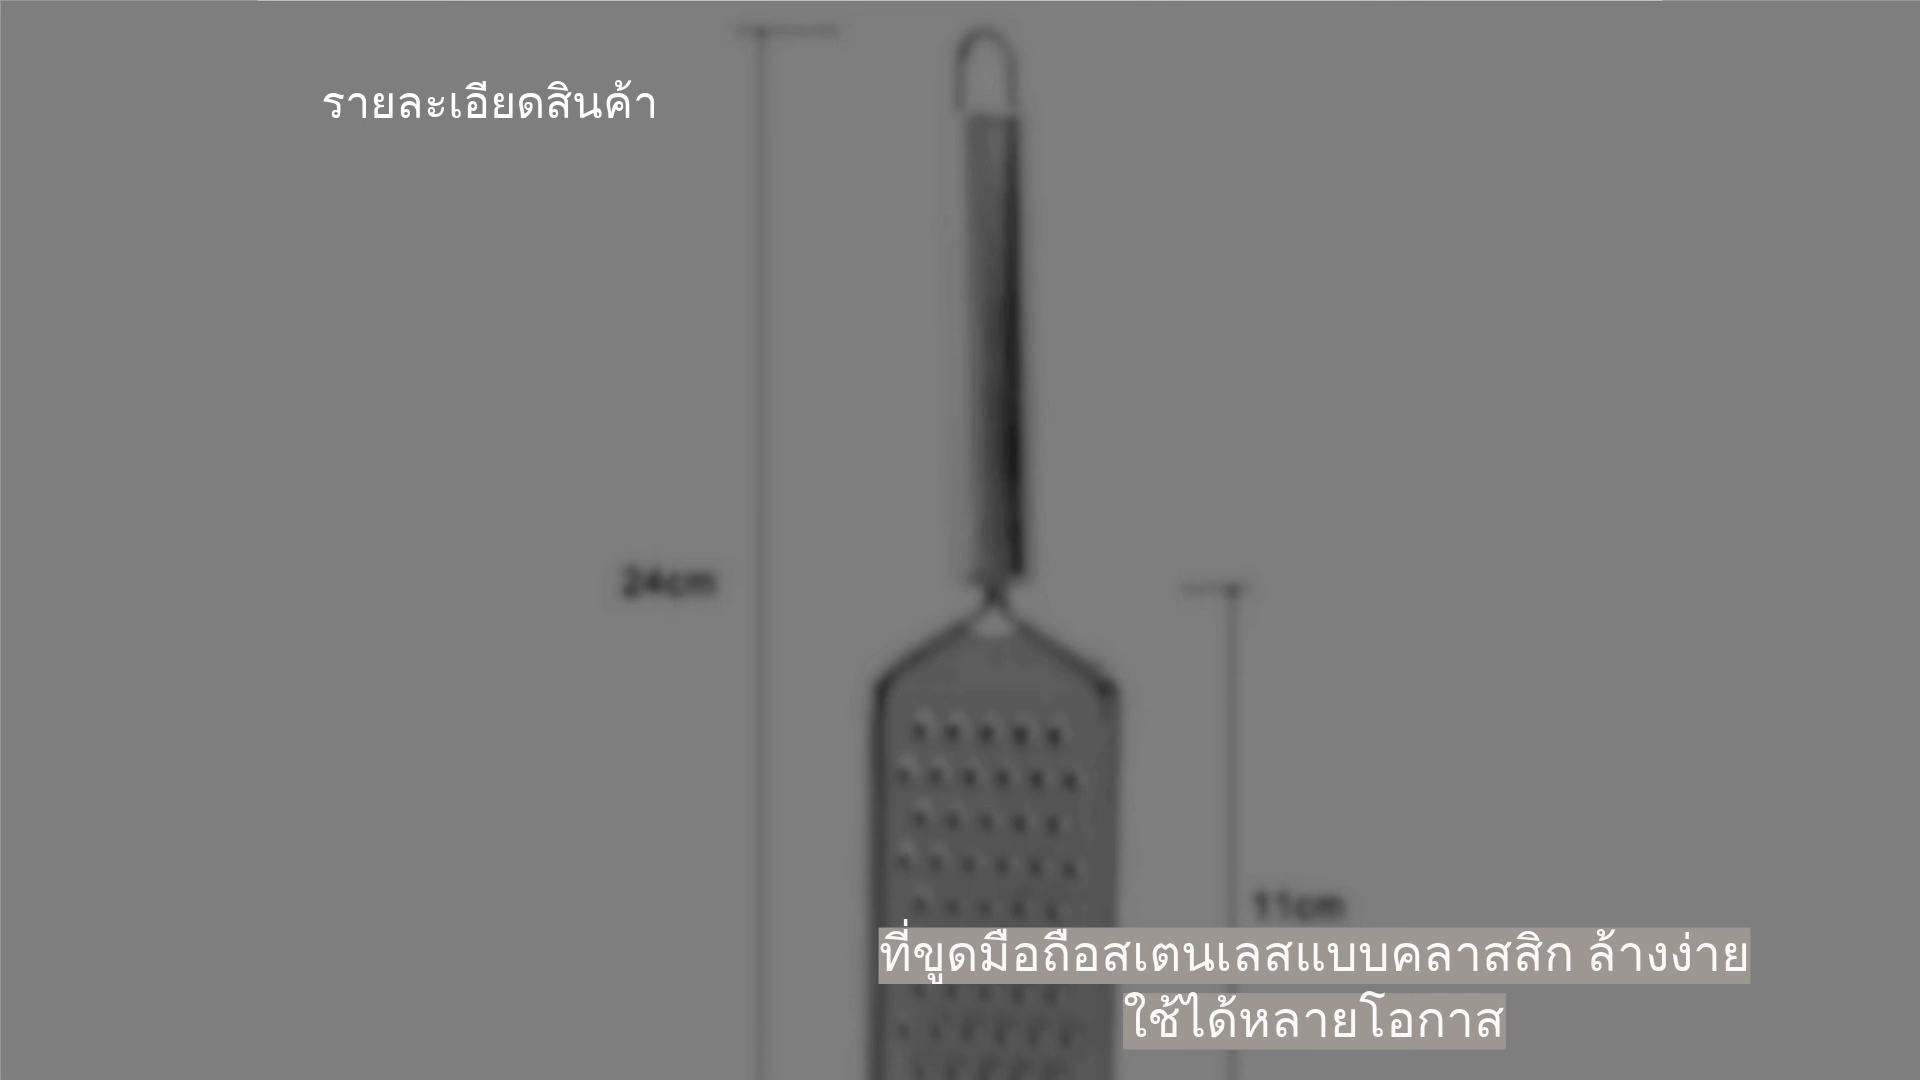 รายละเอียดสินค้า
24cm
11cm
ที่ขูดมือถือสเตนเลสแบบคลาสสิก ล้างง่าย
ใช้ได้หลายโอกาส